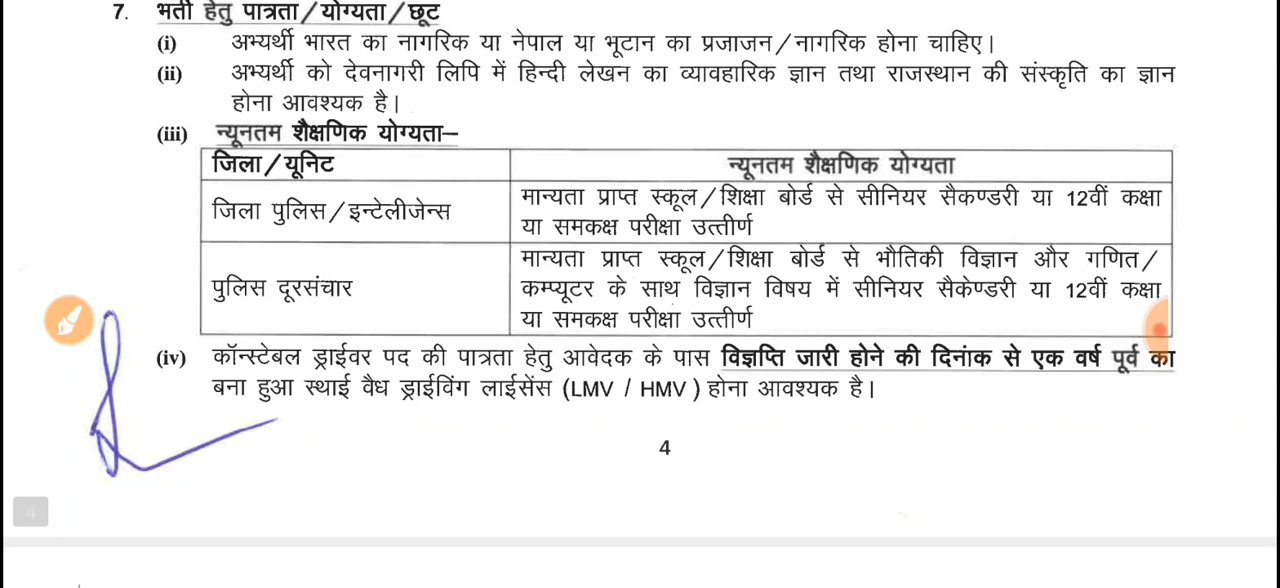 7. भर्ती हेतु पात्रता/योग्यता/छूट
(i) अभ्यर्थी भारत का नागरिक या नेपाल या भूटान का प्रजाजन/नागरिक होना चाहिए।
(ii) अभ्यर्थी को देवनागरी लिपि में हिन्दी लेखन का व्यावहारिक ज्ञान तथा राजस्थान की संस्कृति का ज्ञान
होना आवश्यक है।
(iii) न्यूनतम शैक्षणिक योग्यता–
जिला/यूनिट न्यूनतम शैक्षणिक योग्यता
जिला पुलिस/इन्टेलीजेन्स
मान्यता प्राप्त स्कूल/शिक्षा बोर्ड से सीनियर सैकण्डरी या 12वीं कक्षा
या समकक्ष परीक्षा उत्तीर्ण
पुलिस दूरसंचार
मान्यता प्राप्त स्कूल/शिक्षा बोर्ड से भौतिकी विज्ञान और गणित/
कम्प्यूटर के साथ विज्ञान विषय में सीनियर सैकेण्डरी या 12वीं कक्षा
या समकक्ष परीक्षा उत्तीर्ण
(iv) कॉन्स्टेबल ड्राईवर पद की पात्रता हेतु आवेदक के पास विज्ञप्ति जारी होने की दिनांक से एक वर्ष पूर्व का
बना हुआ स्थाई वैध ड्राईविंग लाईसेंस (LMV / HMV ) होना आवश्यक है।
4
4